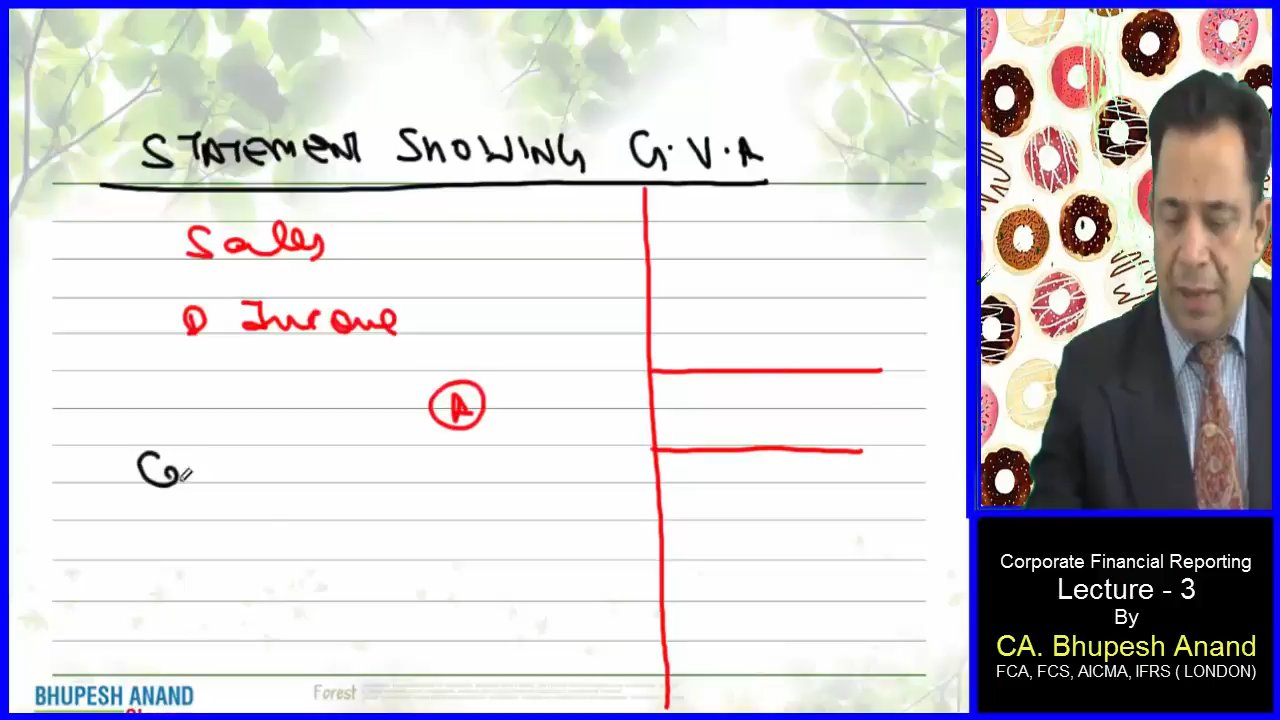 STATEMENT SHOWING G.V.A
Sales
O Income
A
Co
BHUPESH ANAND
Forest
Corporate Financial Reporting
Lecture - 3
By
CA. Bhupesh Anand
FCA, FCS, AICMA, IFRS ( LONDON)